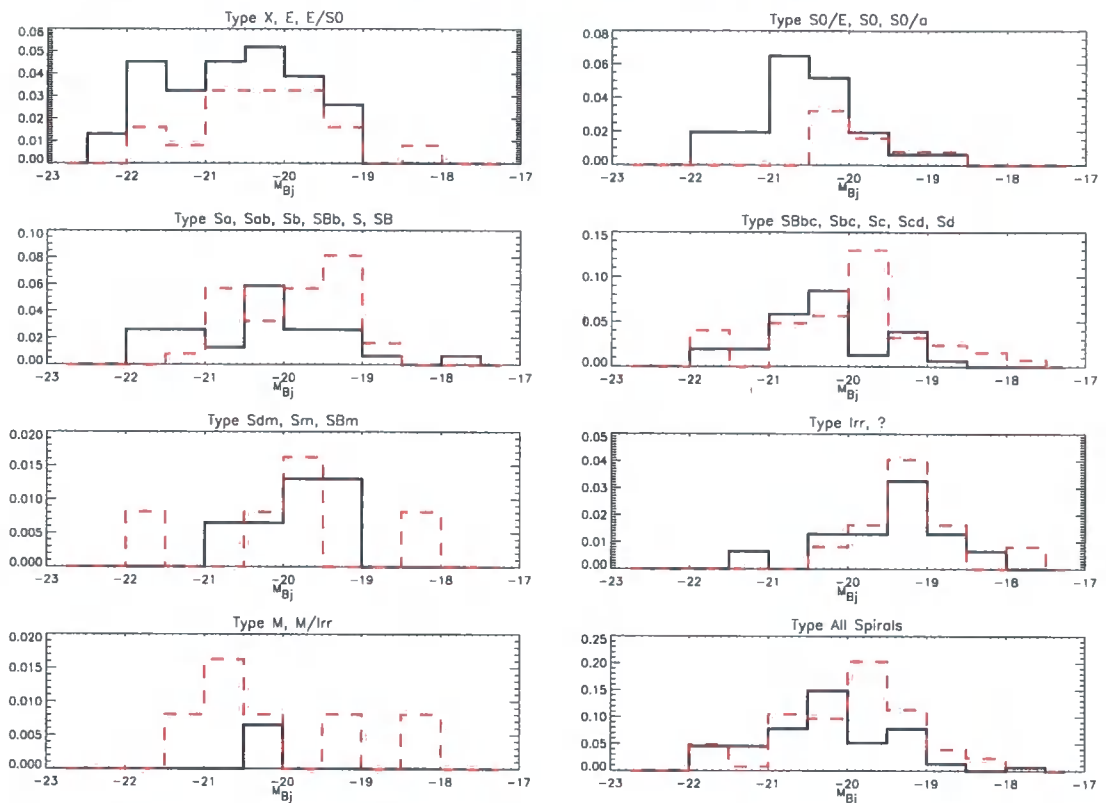 Type X, E, E/S0
0.06
0.05
0.04
0.03
0.02
0.01
0.00
-23 -22 -21 -20 -19 -18 -17
M_Bj
Type S0/E, S0, S0/a
0.08
0.06
0.04
0.02
0.00
-23 -22 -21 -20 -19 -18 -17
M_Bj
Type Sa, Sab, Sb, SBb, S, SB
0.10
0.08
0.06
0.04
0.02
0.00
-23 -22 -21 -20 -19 -18 -17
M_Bj
Type SBbc, Sbc, Sc, Scd, Sd
0.15
0.10
0.05
0.00
-23 -22 -21 -20 -19 -18 -17
M_Bj
Type Sdm, Sm, SBm
0.020
0.015
0.010
0.005
0.000
-23 -22 -21 -20 -19 -18 -17
M_Bj
Type Irr, ?
0.05
0.04
0.03
0.02
0.01
0.00
-23 -22 -21 -20 -19 -18 -17
M_Bj
Type M, M/Irr
0.020
0.015
0.010
0.005
0.000
-23 -22 -21 -20 -19 -18 -17
M_Bj
Type All Spirals
0.25
0.20
0.15
0.10
0.05
0.00
-23 -22 -21 -20 -19 -18 -17
M_Bj